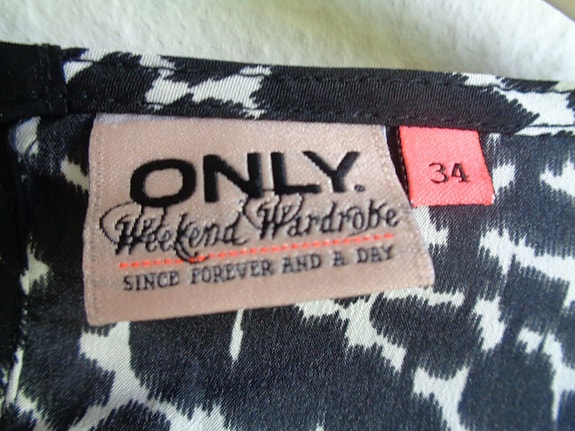 ONLY.
Weekend Wardrobe
SINCE FOREVER AND A DAY
34